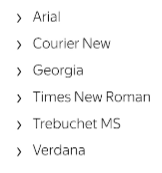 Arial
Courier New
Georgia
Times New Roman
Trebuchet MS
Verdana